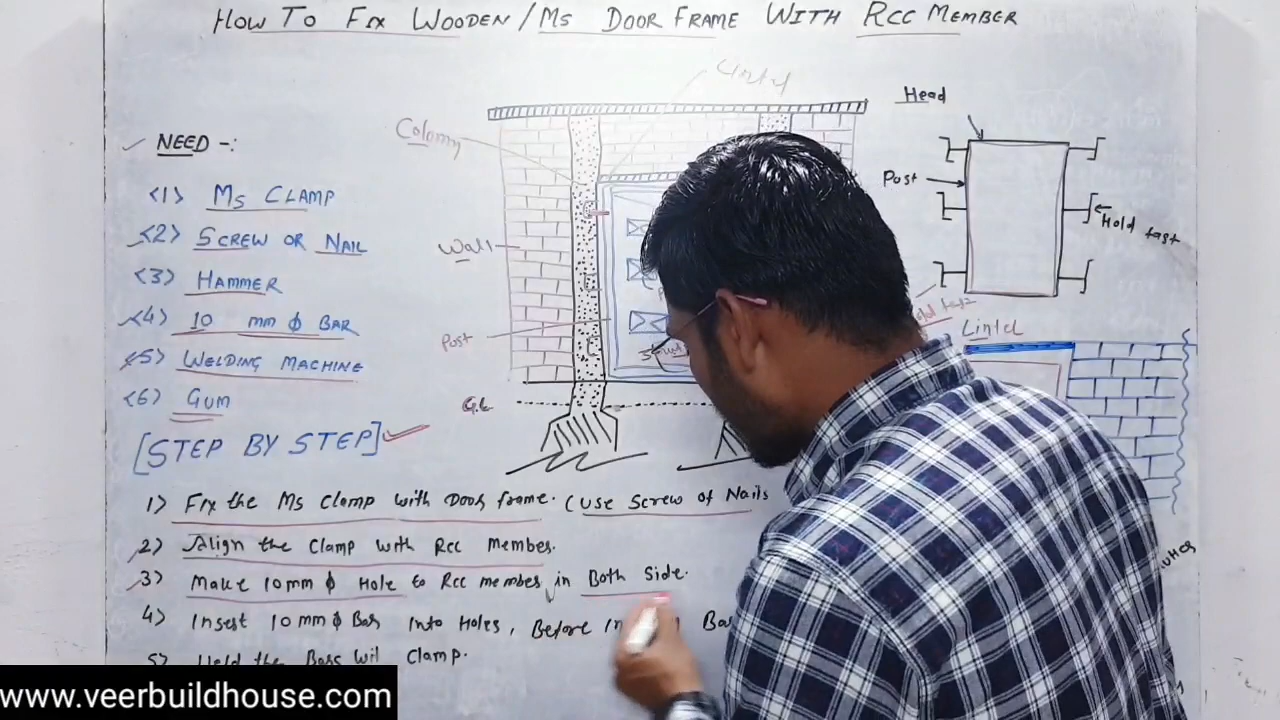 HOW TO FIX WOODEN/MS DOOR FRAME WITH RCC MEMBER
Lintel
Head
Column
NEED -:
<1> MS CLAMP
Post
<2> SCREW OR NAIL
Wall
Hold fast
<3> HAMMER
<4> 10 mm φ BAR
Lintel
Post
<5> WELDING MACHINE
<6> GUM
G.L
[STEP BY STEP]
1) Fix the MS Clamp with Door frame. (Use Screw of Nails
2) Align the Clamp with Rcc Member.
3) Make 10mm φ Hole to Rcc member in Both Side.
4) Insert 10mm φ Bar Into Holes, Before
5) Weld the Bars Wit Clamp.
www.veerbuildhouse.com